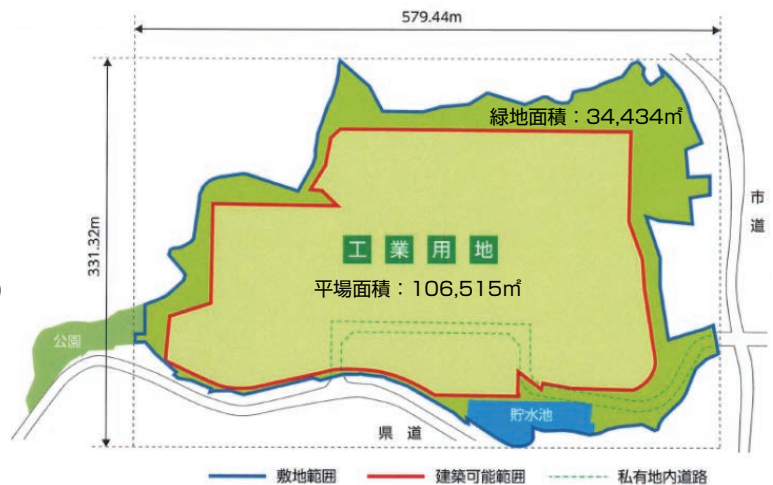 579.44m
緑地面積：34,434㎡
331.32m
市道
工業用地
平場面積：106,515㎡
公園
貯水池
県道
敷地範囲
建築可能範囲
私有地内道路